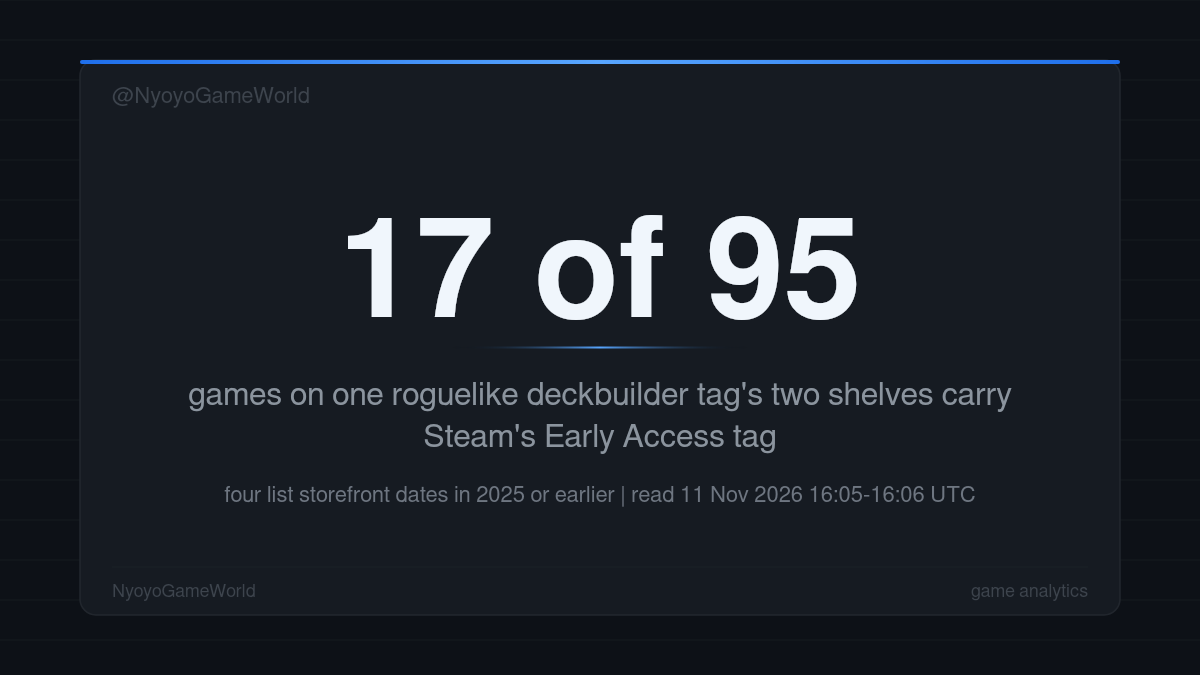 @NyoyoGameWorld
17 of 95
games on one roguelike deckbuilder tag's two shelves carry
Steam's Early Access tag
four list storefront dates in 2025 or earlier | read 11 Nov 2026 16:05-16:06 UTC
NyoyoGameWorld
game analytics